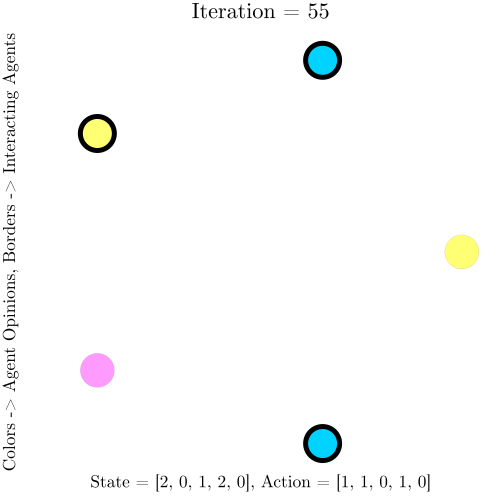 Iteration = 55
Colors -> Agent Opinions, Borders -> Interacting Agents
State = [2, 0, 1, 2, 0], Action = [1, 1, 0, 1, 0]